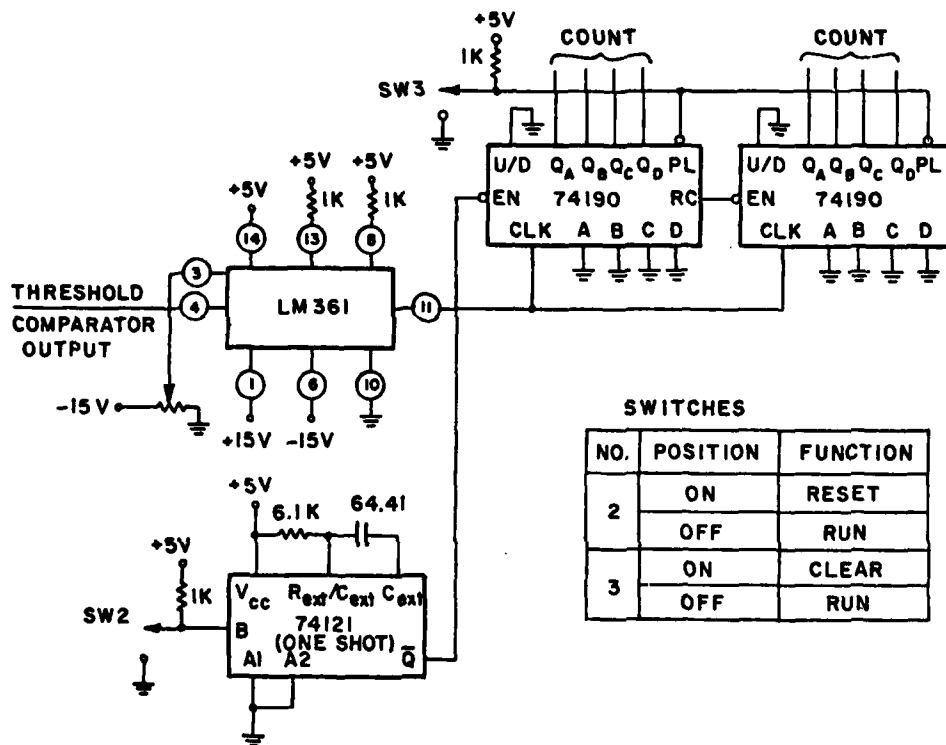 +5V
1K
SW3
COUNT
COUNT
U/D QA QB QC QD PL
EN 74190 RC
CLK A B C D
U/D QA QB QC QD PL
EN 74190
CLK A B C D
+5V
+5V
+5V
1K
1K
14
13
8
3
4
THRESHOLD
COMPARATOR
OUTPUT
LM361
11
1
6
10
-15V
+15V
-15V
+5V
6.1K
64.41
+5V
1K
SW2
VCC Rext/Cext Cext
74121
(ONE SHOT)
B
A1 A2 Q̅
SWITCHES
NO. POSITION FUNCTION
2 ON RESET
OFF RUN
3 ON CLEAR
OFF RUN